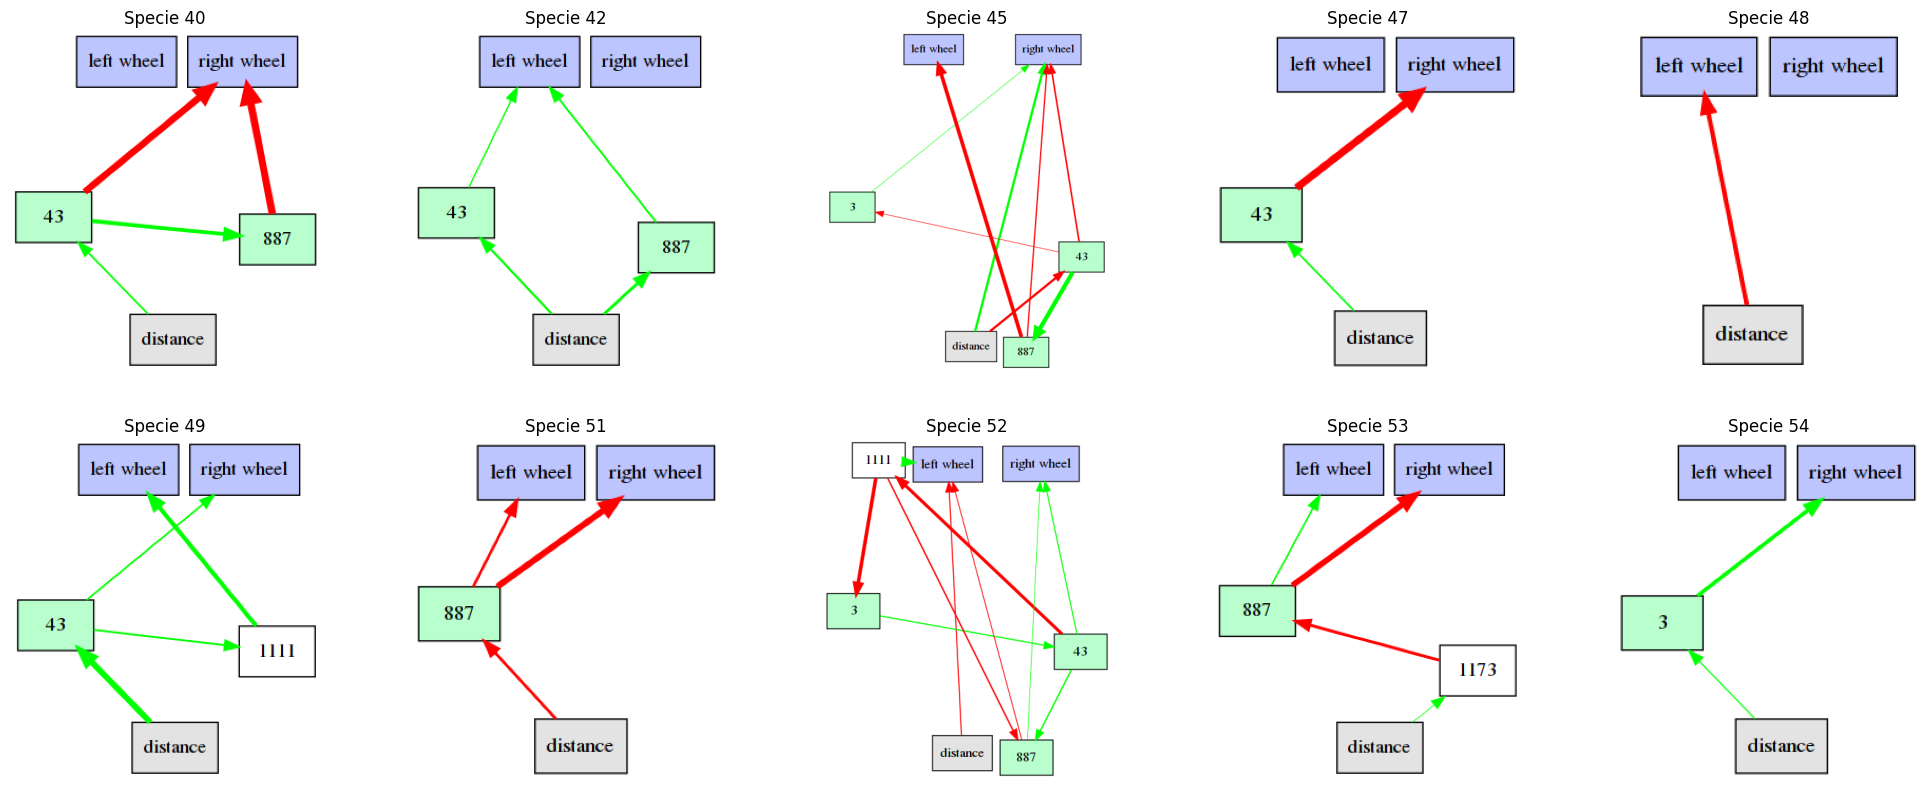 Specie 40
left wheel
right wheel
43
887
distance
Specie 42
left wheel
right wheel
43
887
distance
Specie 45
left wheel
right wheel
3
43
distance
887
Specie 47
left wheel
right wheel
43
distance
Specie 48
left wheel
right wheel
distance
Specie 49
left wheel
right wheel
43
1111
distance
Specie 51
left wheel
right wheel
887
distance
Specie 52
1111
left wheel
right wheel
3
43
distance
887
Specie 53
left wheel
right wheel
887
1173
distance
Specie 54
left wheel
right wheel
3
distance